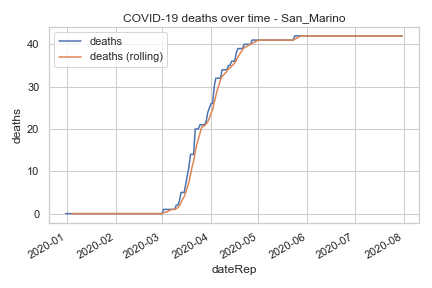 COVID-19 deaths over time - San_Marino
deaths
deaths (rolling)
40
30
20
10
0
deaths
2020-01
2020-02
2020-03
2020-04
2020-05
2020-06
2020-07
2020-08
dateRep